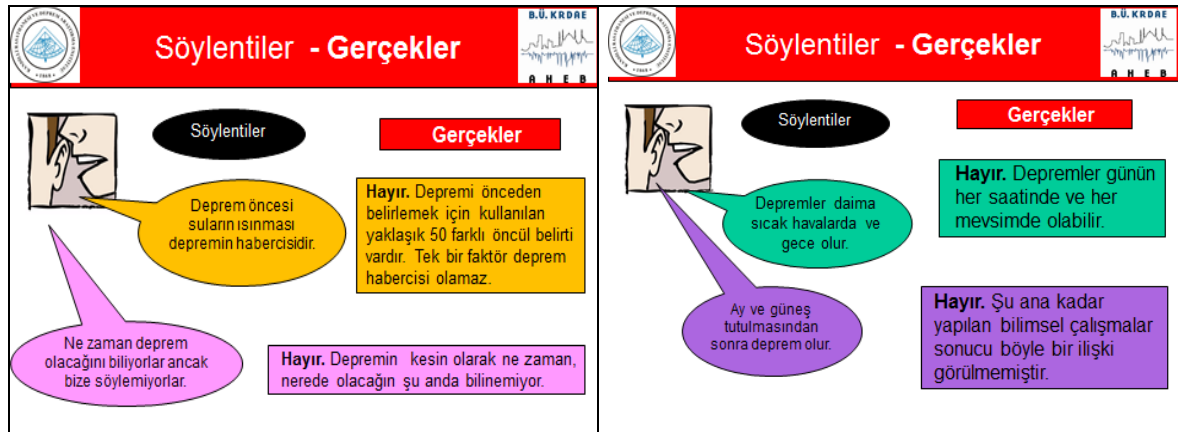 B.Ü. KRDAE
Söylentiler - Gerçekler
A H E B
Söylentiler
Gerçekler
Deprem öncesi
suların ısınması
depremin habercisidir.
Hayır. Depremi önceden
belirlemek için kullanılan
yaklaşık 50 farklı öncül belirti
vardır. Tek bir faktör deprem
habercisi olamaz.
Ne zaman deprem
olacağını biliyorlar ancak
bize söylemiyorlar.
Hayır. Depremin kesin olarak ne zaman,
nerede olacağın şu anda bilinemiyor.
B.Ü. KRDAE
Söylentiler - Gerçekler
A H E B
Söylentiler
Gerçekler
Depremler daima
sıcak havalarda ve
gece olur.
Hayır. Depremler günün
her saatinde ve her
mevsimde olabilir.
Ay ve güneş
tutulmasından
sonra deprem olur.
Hayır. Şu ana kadar
yapılan bilimsel çalışmalar
sonucu böyle bir ilişki
görülmemiştir.